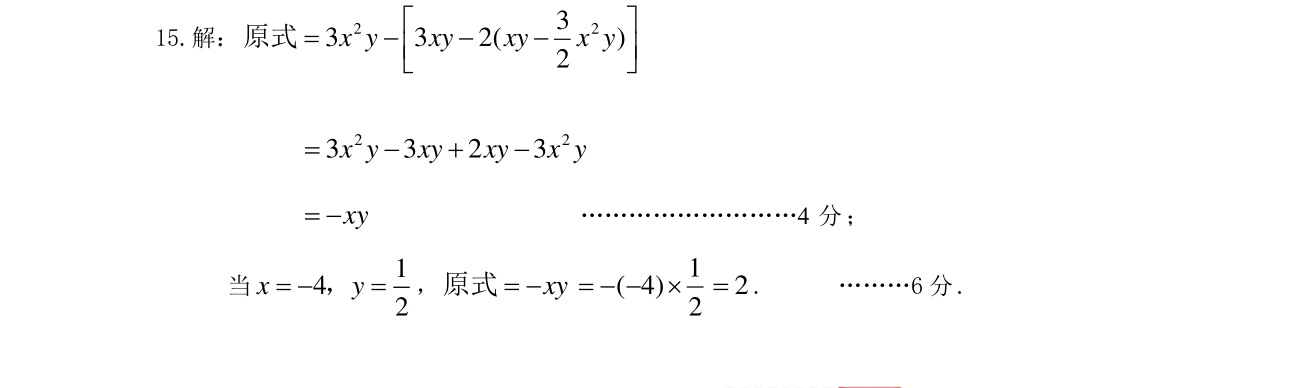 15.解：原式 = 3x²y − [3xy − 2(xy − 3/2 x²y)]
= 3x²y − 3xy + 2xy − 3x²y
= −xy ………………………4 分；
当 x = −4，y = 1/2，原式 = −xy = −(−4) × 1/2 = 2． ………6 分．